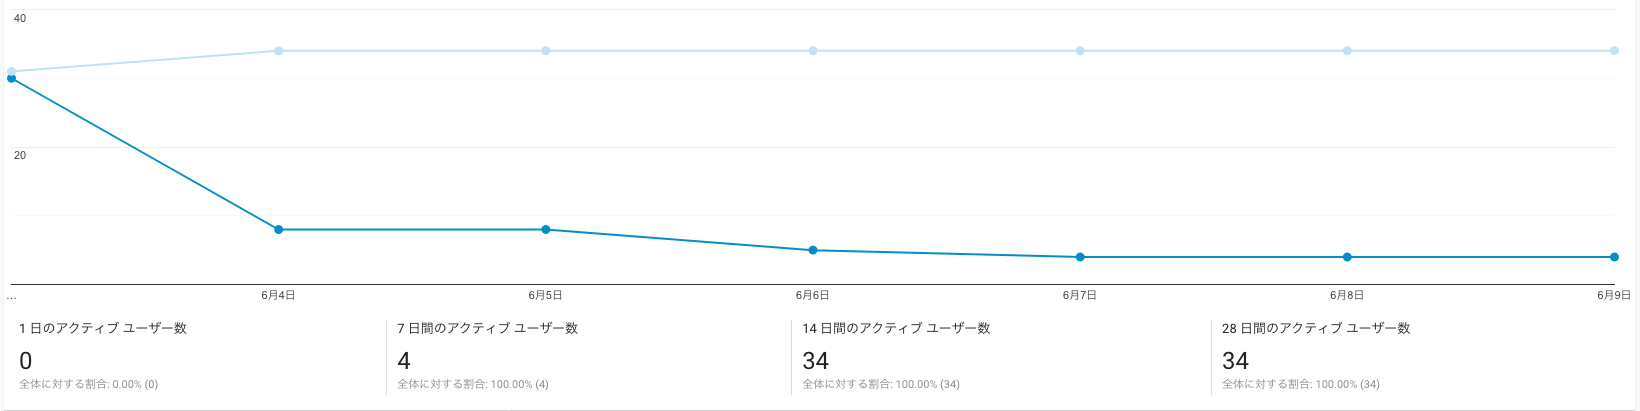 40
20
...
6月4日
6月5日
6月6日
6月7日
6月8日
6月9日
1 日のアクティブ ユーザー数
0
全体に対する割合: 0.00% (0)
7 日間のアクティブ ユーザー数
4
全体に対する割合: 100.00% (4)
14 日間のアクティブ ユーザー数
34
全体に対する割合: 100.00% (34)
28 日間のアクティブ ユーザー数
34
全体に対する割合: 100.00% (34)